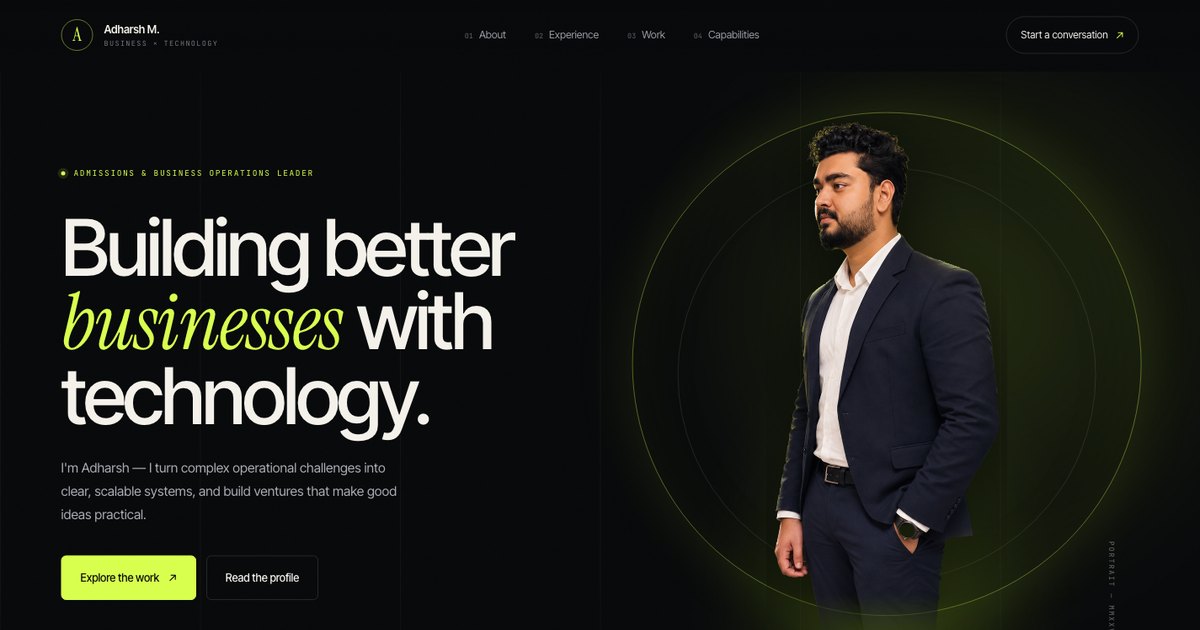 A
Adharsh M.
BUSINESS × TECHNOLOGY
01 About
02 Experience
03 Work
04 Capabilities
Start a conversation ↗
ADMISSIONS & BUSINESS OPERATIONS LEADER
Building better
businesses with
technology.
I'm Adharsh — I turn complex operational challenges into
clear, scalable systems, and build ventures that make good
ideas practical.
Explore the work ↗
Read the profile
PORTRAIT —